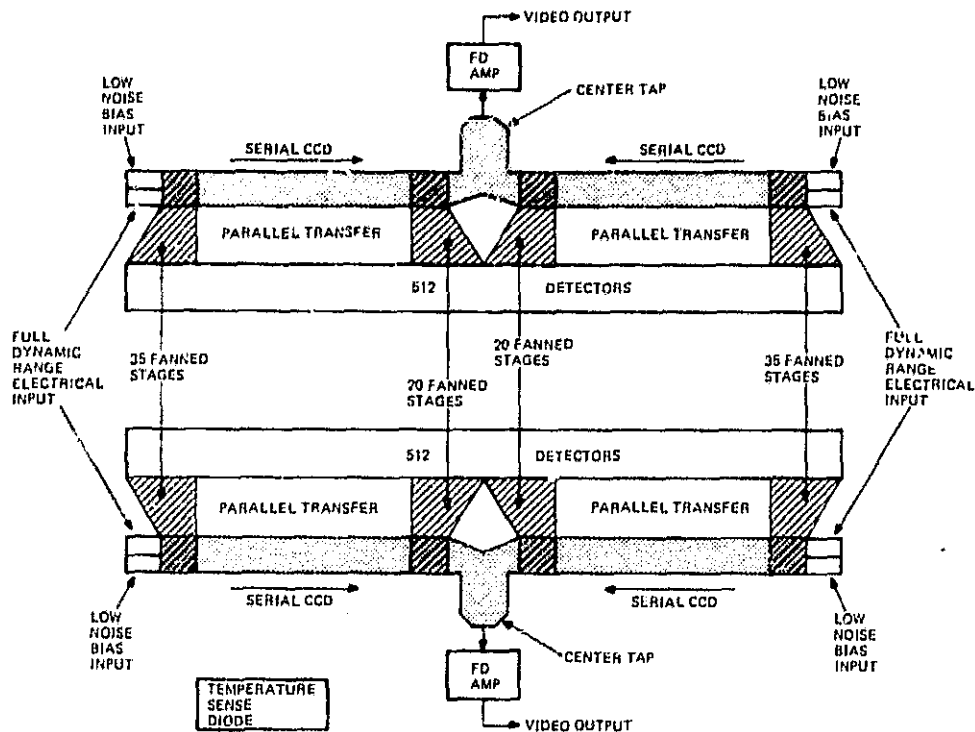 VIDEO OUTPUT
FD
AMP
CENTER TAP
LOW
NOISE
BIAS
INPUT
LOW
NOISE
BIAS
INPUT
SERIAL CCD
SERIAL CCD
PARALLEL TRANSFER
PARALLEL TRANSFER
512 DETECTORS
FULL
DYNAMIC
RANGE
ELECTRICAL
INPUT
35 FANNED
STAGES
20 FANNED
STAGES
20 FANNED
STAGES
35 FANNED
STAGES
FULL
DYNAMIC
RANGE
ELECTRICAL
INPUT
512 DETECTORS
PARALLEL TRANSFER
PARALLEL TRANSFER
SERIAL CCD
SERIAL CCD
LOW
NOISE
BIAS
INPUT
LOW
NOISE
BIAS
INPUT
CENTER TAP
FD
AMP
TEMPERATURE
SENSE
DIODE
VIDEO OUTPUT